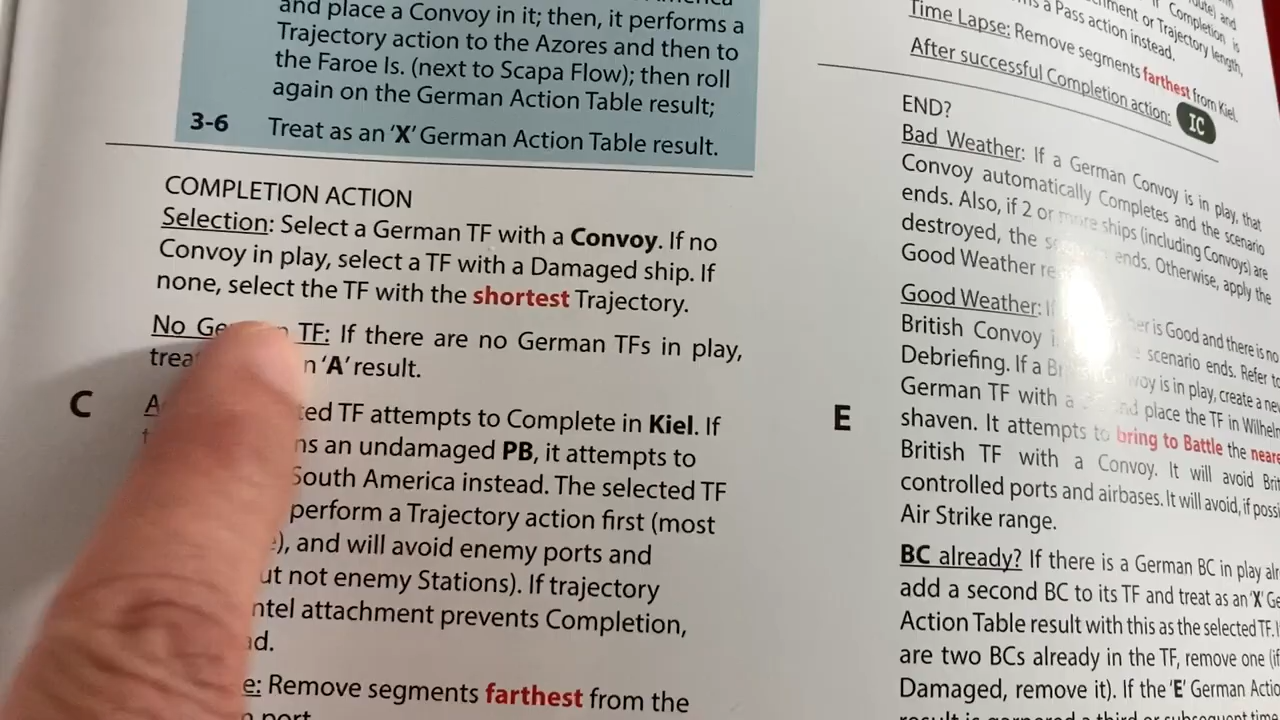 and place a Convoy in it; then, it performs a
Trajectory action to the Azores and then to
the Faroe Is. (next to Scapa Flow); then roll
again on the German Action Table result;
3-6 Treat as an 'X' German Action Table result.
COMPLETION ACTION
Selection: Select a German TF with a Convoy. If no
Convoy in play, select a TF with a Damaged ship. If
none, select the TF with the shortest Trajectory.
No TF: If there are no German TFs in play,
'A' result.
C
TF attempts to Complete in Kiel. If
an undamaged PB, it attempts to
South America instead. The selected TF
perform a Trajectory action first (most
and will avoid enemy ports and
not enemy Stations). If trajectory
attachment prevents Completion,
Remove segments farthest from the
or Trajectory length,
a Pass action instead.
Time Lapse: Remove segments farthest from Kiel.
After successful Completion action: IC
END?
Bad Weather: If a German Convoy is in play, that
Convoy automatically Completes and the scenario
ends. Also, if 2 or more ships (including Convoys) are
destroyed, the ends. Otherwise, apply the
Good Weather
Good Weather: is Good and there is no
British Convoy scenario ends. Refer to
Debriefing. If a is in play, create a
German TF with a and place the TF in
E
shaven. It attempts to bring to Battle the
British TF with a Convoy. It will avoid
controlled ports and airbases. It will avoid, if
Air Strike range.
BC already? If there is a German BC in play
add a second BC to its TF and treat as an 'X'
Action Table result with this as the selected TF.
are two BCs already in the TF, remove one (if
Damaged, remove it). If the 'E' German